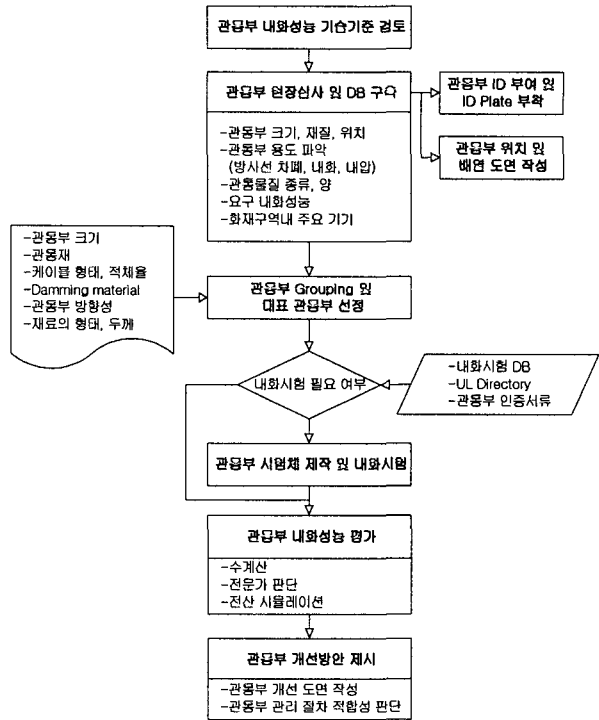 관통부 내화성능 기술기준 검토
관통부 현장실사 및 DB 구축
-관통부 크기, 재질, 위치
-관통부 용도 파악
(방사선 차폐, 내화, 내압)
-관통물질 종류, 양
-요구 내화성능
-화재구역내 주요 기기
관통부 ID 부여 및
ID Plate 부착
관통부 위치 및
배열 도면 작성
-관통부 크기
-관통재
-케이블 형태, 적체율
-Damming material
-관통부 방향성
-재료의 형태, 두께
관통부 Grouping 및
대표 관통부 선정
내화시험 필요 여부
-내화시험 DB
-UL Directory
-관통부 인증서류
관통부 시험체 제작 및 내화시험
관통부 내화성능 평가
-수계산
-전문가 판단
-전산 시뮬레이션
관통부 개선방안 제시
-관통부 개선 도면 작성
-관통부 관리 절차 적합성 판단